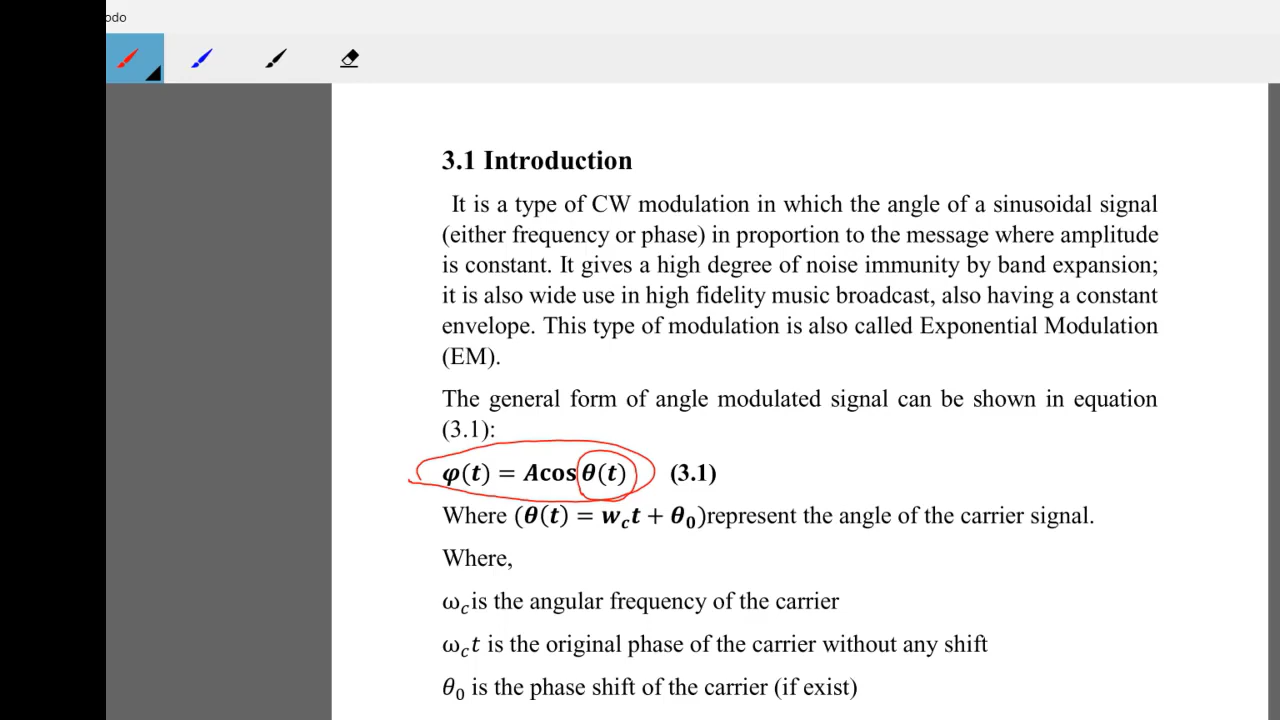 odo
3.1 Introduction
It is a type of CW modulation in which the angle of a sinusoidal signal
(either frequency or phase) in proportion to the message where amplitude
is constant. It gives a high degree of noise immunity by band expansion;
it is also wide use in high fidelity music broadcast, also having a constant
envelope. This type of modulation is also called Exponential Modulation
(EM).
The general form of angle modulated signal can be shown in equation
(3.1):
φ(t) = Acos θ(t) (3.1)
Where (θ(t) = w_c t + θ_0)represent the angle of the carrier signal.
Where,
ω_c is the angular frequency of the carrier
ω_c t is the original phase of the carrier without any shift
θ_0 is the phase shift of the carrier (if exist)